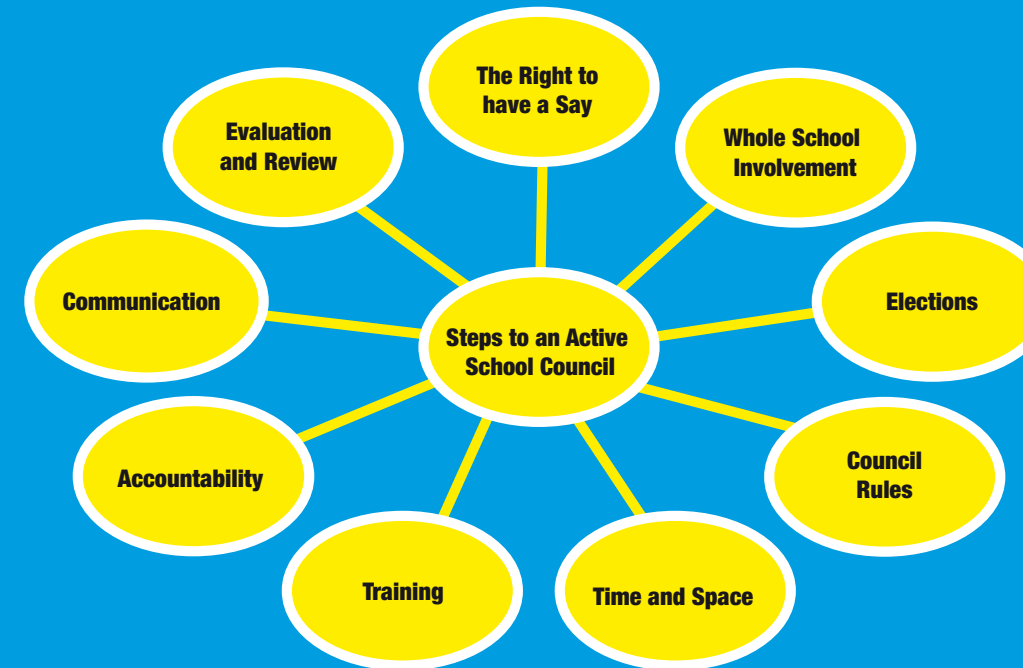 The Right to
have a Say
Whole School
Involvement
Elections
Council
Rules
Time and Space
Training
Accountability
Communication
Evaluation
and Review
Steps to an Active
School Council